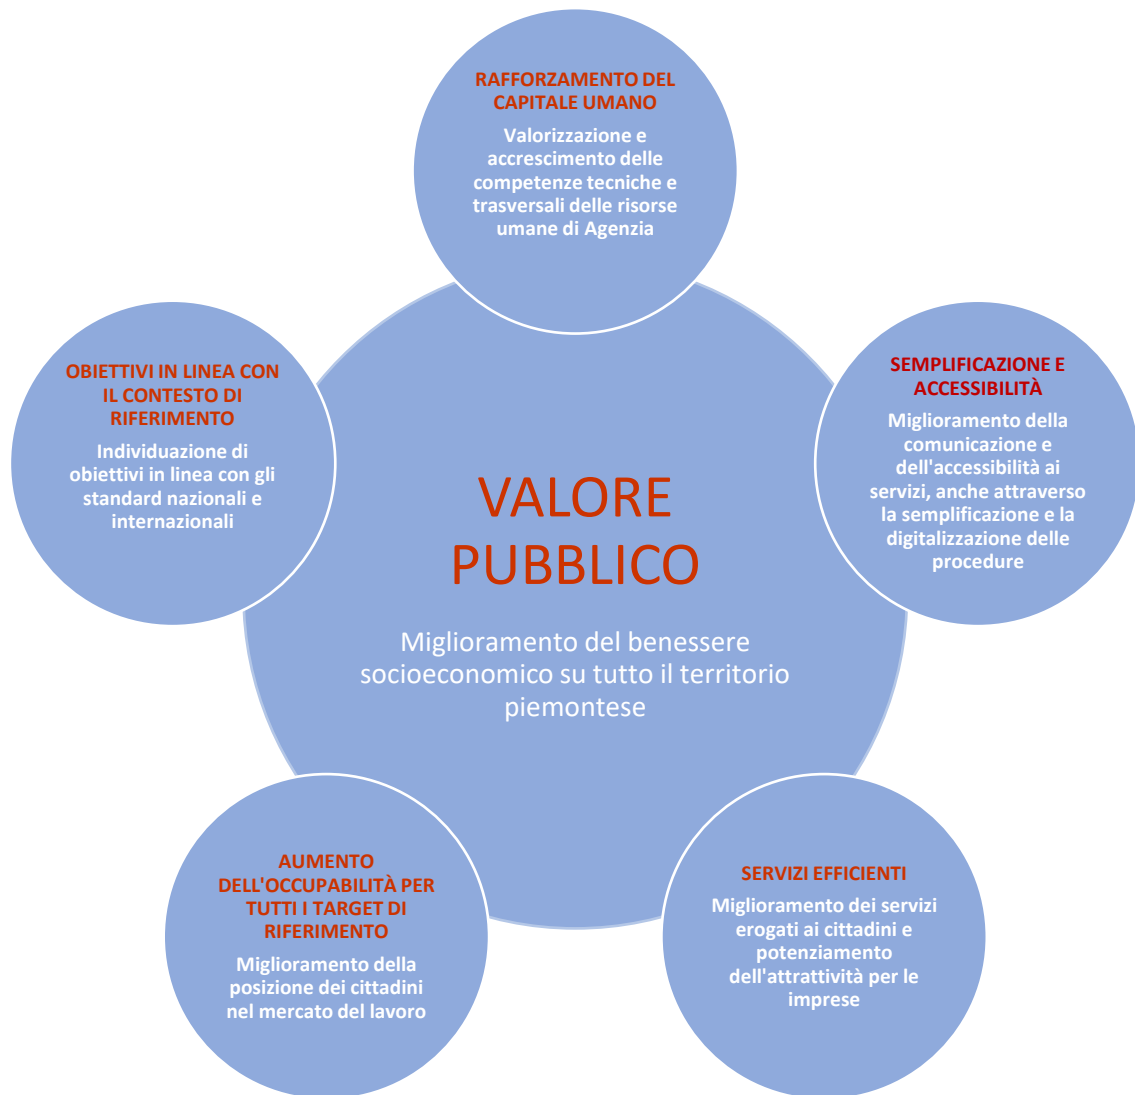 RAFFORZAMENTO DEL
CAPITALE UMANO
Valorizzazione e
accrescimento delle
competenze tecniche e
trasversali delle risorse
umane di Agenzia
OBIETTIVI IN LINEA CON
IL CONTESTO DI
RIFERIMENTO
Individuazione di
obiettivi in linea con gli
standard nazionali e
internazionali
SEMPLIFICAZIONE E
ACCESSIBILITÀ
Miglioramento della
comunicazione e
dell'accessibilità ai
servizi, anche attraverso
la semplificazione e la
digitalizzazione delle
procedure
VALORE
PUBBLICO
Miglioramento del benessere
socioeconomico su tutto il territorio
piemontese
AUMENTO
DELL'OCCUPABILITÀ PER
TUTTI I TARGET DI
RIFERIMENTO
Miglioramento della
posizione dei cittadini
nel mercato del lavoro
SERVIZI EFFICIENTI
Miglioramento dei servizi
erogati ai cittadini e
potenziamento
dell'attrattività per le
imprese